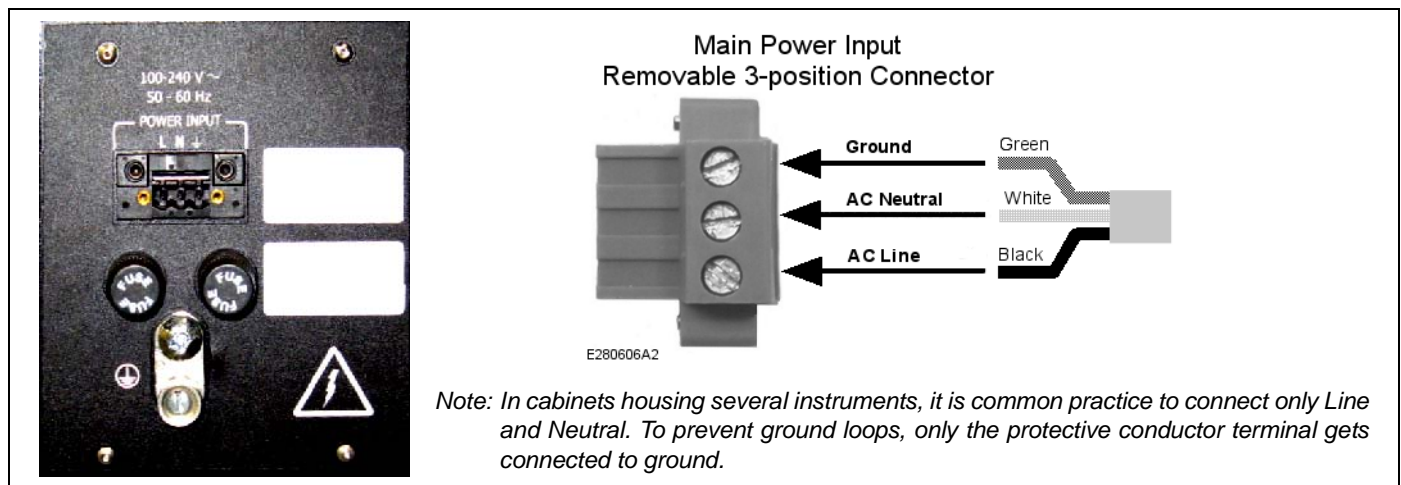 100-240 V ~
50 - 60 Hz
POWER INPUT
L N ⏚
FUSE FUSE
FUSE FUSE
Main Power Input
Removable 3-position Connector
Ground
Green
AC Neutral
White
AC Line
Black
E280606A2
Note: In cabinets housing several instruments, it is common practice to connect only Line
and Neutral. To prevent ground loops, only the protective conductor terminal gets
connected to ground.